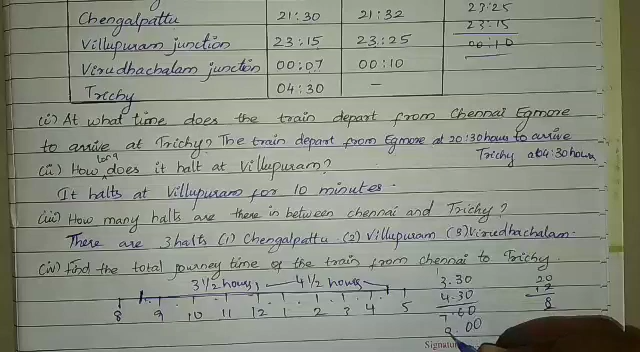 Chengalpattu 21:30 21:32 23:25
23:15
Villupuram junction 23:15 23:25 00:10
Virudhachalam junction 00:07 00:10
Trichy 04:30 —
(i) At what time does the train depart from Chennai Egmore
to arrive at Trichy? The train depart from Egmore at 20:30 hours to arrive
Trichy at 04:30 hours
(ii) How long does it halt at Villupuram?
It halts at Villupuram for 10 minutes.
(iii) How many halts are there in between chennai and Trichy?
There are 3 halts (1) Chengalpattu (2) Villupuram (3) Virudhachalam.
(iv) Find the total journey time of the train from chennai to Trichy.
3 1/2 hours 4 1/2 hours 3.30 20
4.30 12
8 9 10 11 12 1 2 3 4 5 7.60 8
8.00